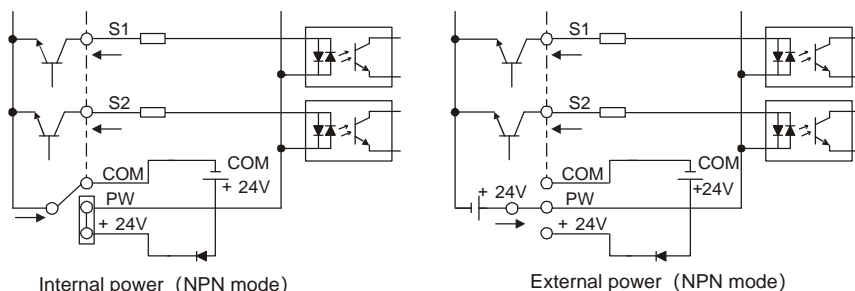 S1
S2
COM
COM
+ 24V
PW
+ 24V
Internal power（NPN mode）
S1
S2
COM
COM
+24V
+ 24V
PW
+ 24V
External power（NPN mode）